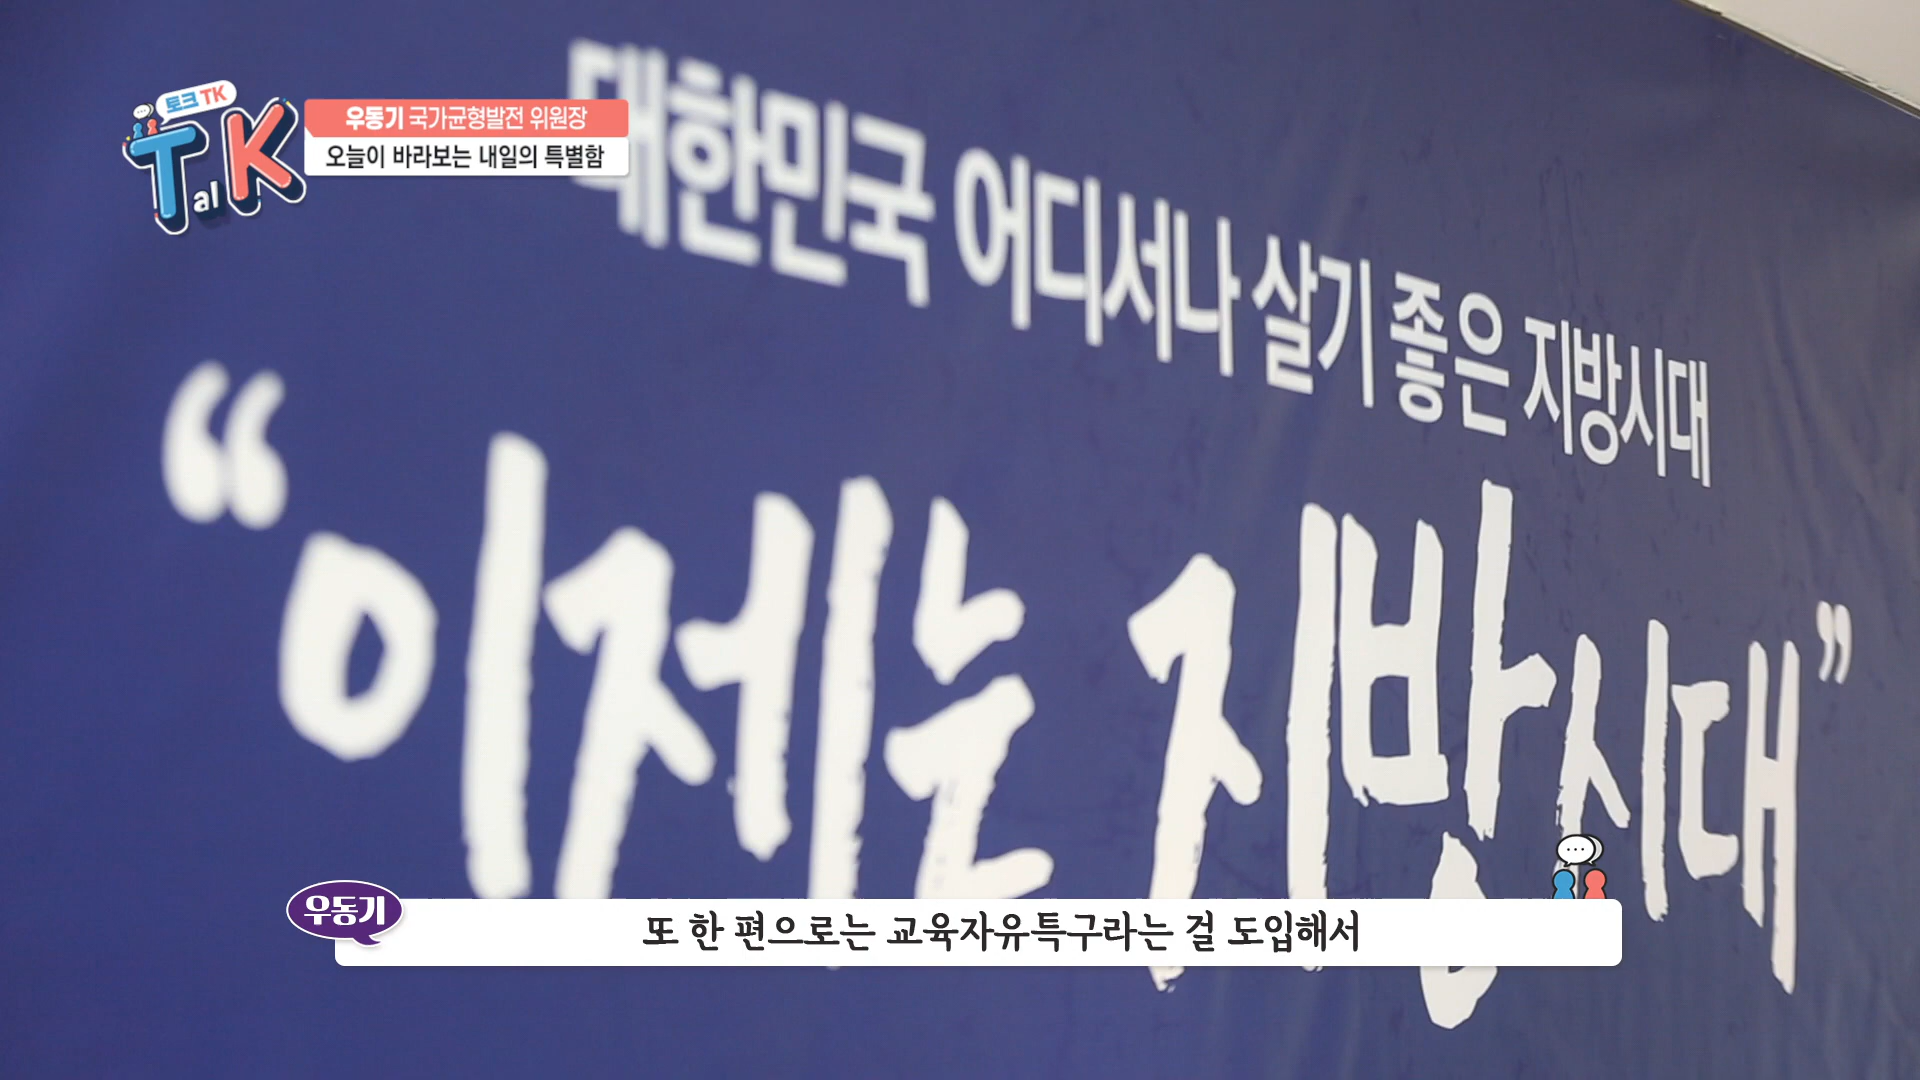 토크 TK
TalK
우동기 국가균형발전 위원장
오늘이 바라보는 내일의 특별함
대한민국 어디서나 살기 좋은 지방시대
“이제는 지방시대”
우동기
또 한 편으로는 교육자유특구라는 걸 도입해서